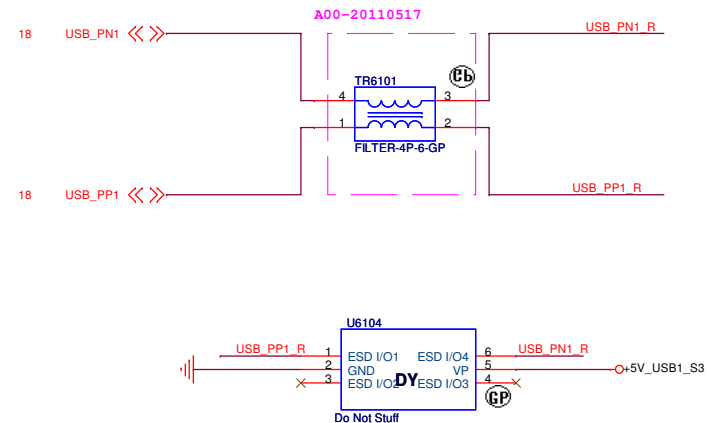 A00-20110517
18 USB_PN1 USB_PN1_R
TR6101
4 3
1 2
FILTER-4P-6-GP
18 USB_PP1 USB_PP1_R
U6104
USB_PP1_R 1 ESD I/O1 ESD I/O4 6 USB_PN1_R
2 GND VP 5 +5V_USB1_S3
3 ESD I/O2 DY ESD I/O3 4
GP
Do Not Stuff